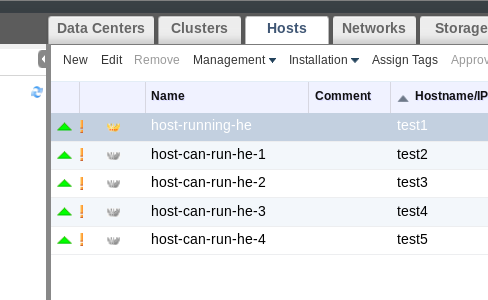 Data Centers Clusters Hosts Networks Storage
New Edit Remove Management Installation Assign Tags Approv
Name Comment Hostname/IP
host-running-he test1
host-can-run-he-1 test2
host-can-run-he-2 test3
host-can-run-he-3 test4
host-can-run-he-4 test5